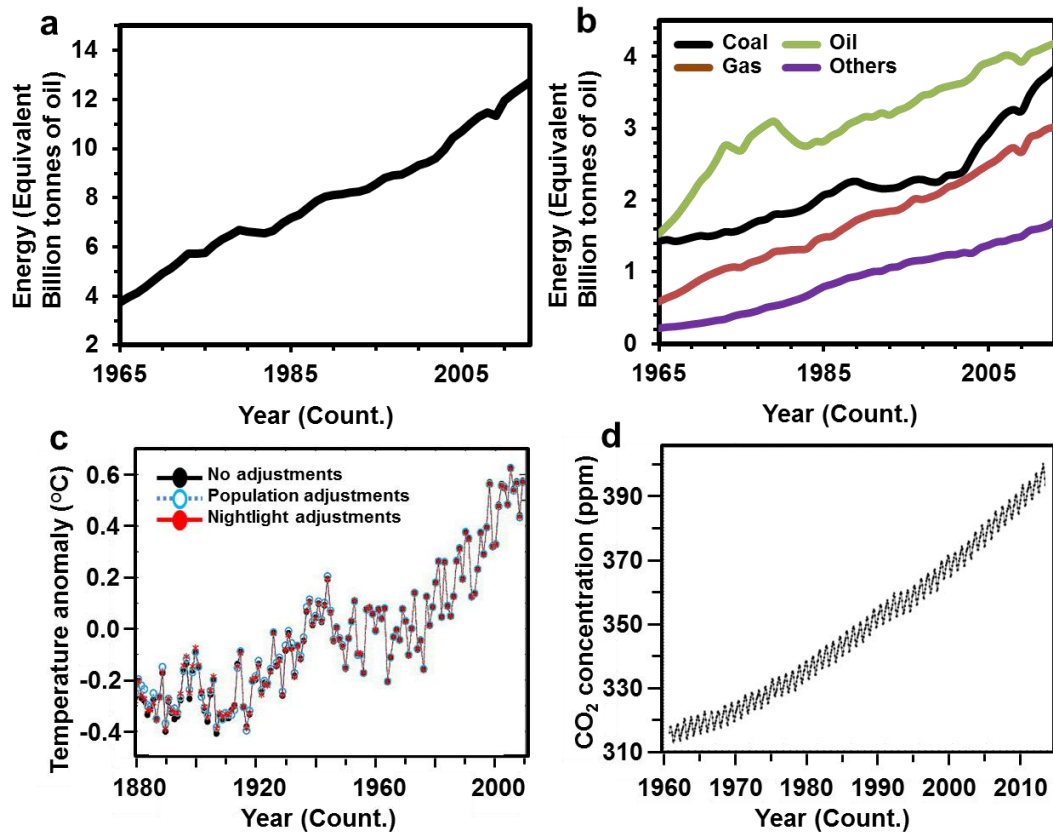 a
Energy (Equivalent
Billion tonnes of oil)
14
12
10
8
6
4
2
1965
1985
2005
Year (Count.)
b
Coal
Oil
Gas
Others
Energy (Equivalent
Billion tonnes of oil)
4
3
2
1
0
1965
1985
2005
Year (Count.)
c
No adjustments
Population adjustments
Nightlight adjustments
Temperature anomaly (°C)
0.6
0.4
0.2
0.0
-0.2
-0.4
1880
1920
1960
2000
Year (Count.)
d
CO2 concentration (ppm)
390
370
350
330
310
1960
1970
1980
1990
2000
2010
Year (Count.)